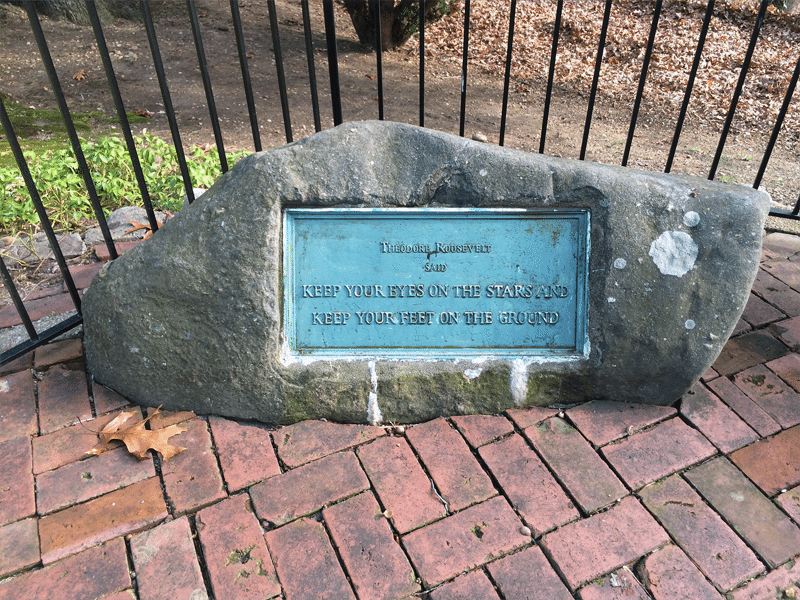 THEODORE ROOSEVELT
SAID
KEEP YOUR EYES ON THE STARS AND
KEEP YOUR FEET ON THE GROUND